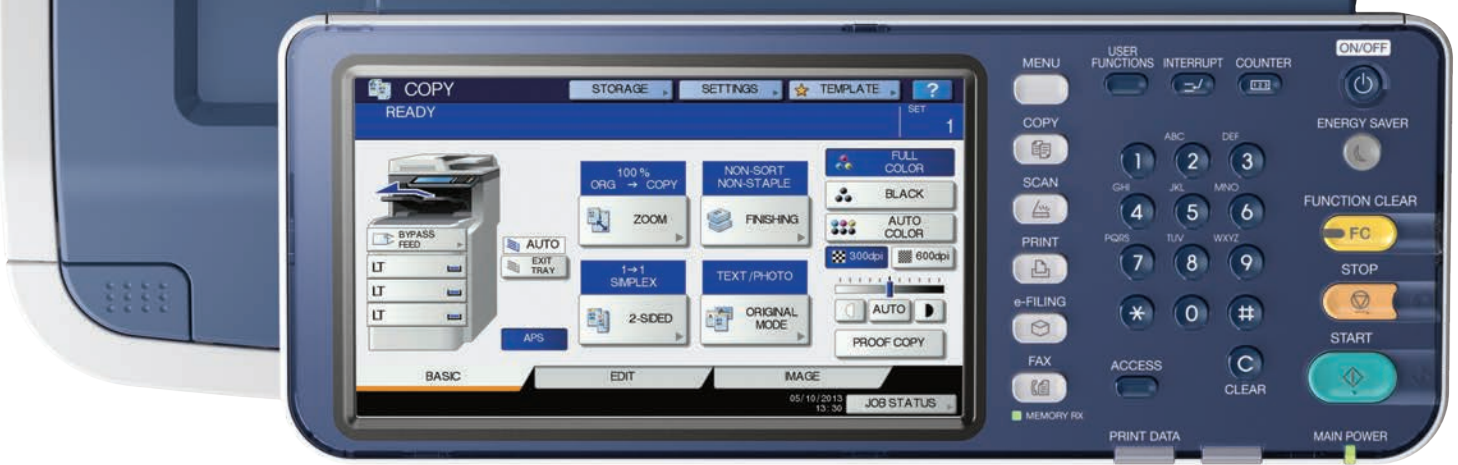 COPY
STORAGE
SETTINGS
TEMPLATE
?
READY
SET
1
100 %
ORG → COPY
ZOOM
NON-SORT
NON-STAPLE
FINISHING
FULL
COLOR
BLACK
AUTO
COLOR
300dpi
600dpi
BYPASS
FEED
LT
LT
LT
AUTO
EXIT
TRAY
APS
1→1
SIMPLEX
2-SIDED
TEXT/PHOTO
ORIGINAL
MODE
AUTO
PROOF COPY
BASIC
EDIT
IMAGE
05/10/2013
13:30
JOB STATUS
MENU
COPY
SCAN
PRINT
e-FILING
FAX
MEMORY RX
USER
FUNCTIONS
INTERRUPT
COUNTER
1
ABC
2
DEF
3
GHI
4
JKL
5
MNO
6
PQRS
7
TUV
8
WXYZ
9
*
0
#
ACCESS
C
CLEAR
PRINT DATA
ON/OFF
ENERGY SAVER
FUNCTION CLEAR
FC
STOP
START
MAIN POWER